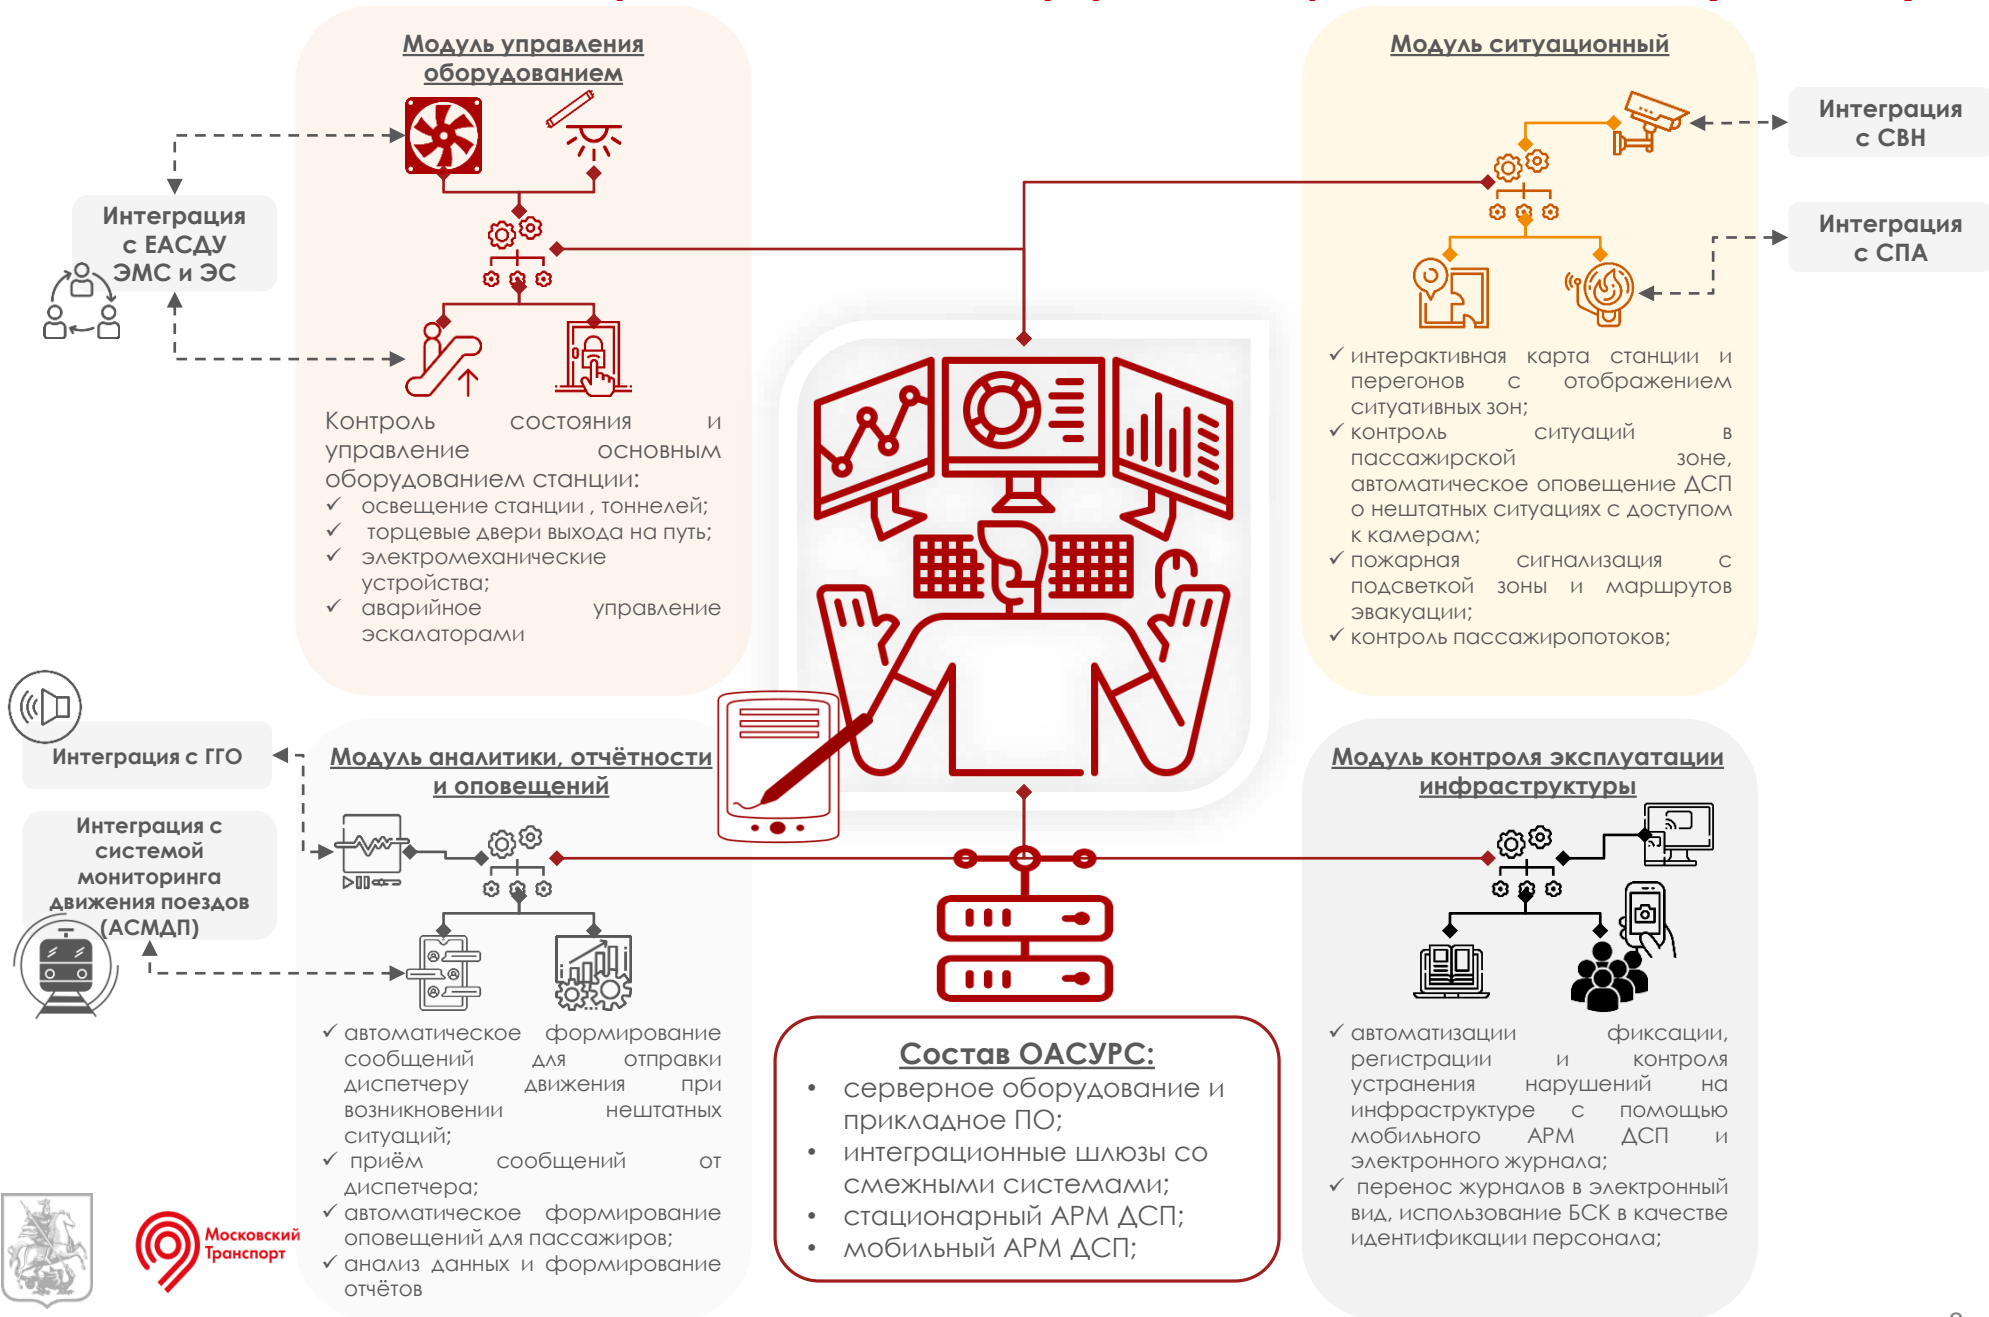 Модуль управления
оборудованием
Интеграция
с ЕАСДУ
ЭМС и ЭС
Контроль состояния и
управление основным
оборудованием станции:
✓ освещение станции , тоннелей;
✓ торцевые двери выхода на путь;
✓ электромеханические
устройства;
✓ аварийное управление
эскалаторами
Модуль ситуационный
Интеграция
с СВН
Интеграция
с СПА
✓ интерактивная карта станции и
перегонов с отображением
ситуативных зон;
✓ контроль ситуаций в
пассажирской зоне,
автоматическое оповещение ДСП
о нештатных ситуациях с доступом
к камерам;
✓ пожарная сигнализация с
подсветкой зоны и маршрутов
эвакуации;
✓ контроль пассажиропотоков;
Интеграция с ГГО
Интеграция с
системой
мониторинга
движения поездов
(АСМДП)
Модуль аналитики, отчётности
и оповещений
✓ автоматическое формирование
сообщений для отправки
диспетчеру движения при
возникновении нештатных
ситуаций;
✓ приём сообщений от
диспетчера;
✓ автоматическое формирование
оповещений для пассажиров;
✓ анализ данных и формирование
отчётов
Состав ОАСУРС:
• серверное оборудование и
прикладное ПО;
• интеграционные шлюзы со
смежными системами;
• стационарный АРМ ДСП;
• мобильный АРМ ДСП;
Модуль контроля эксплуатации
инфраструктуры
✓ автоматизации фиксации,
регистрации и контроля
устранения нарушений на
инфраструктуре с помощью
мобильного АРМ ДСП и
электронного журнала;
✓ перенос журналов в электронный
вид, использование БСК в качестве
идентификации персонала;
Московский
Транспорт